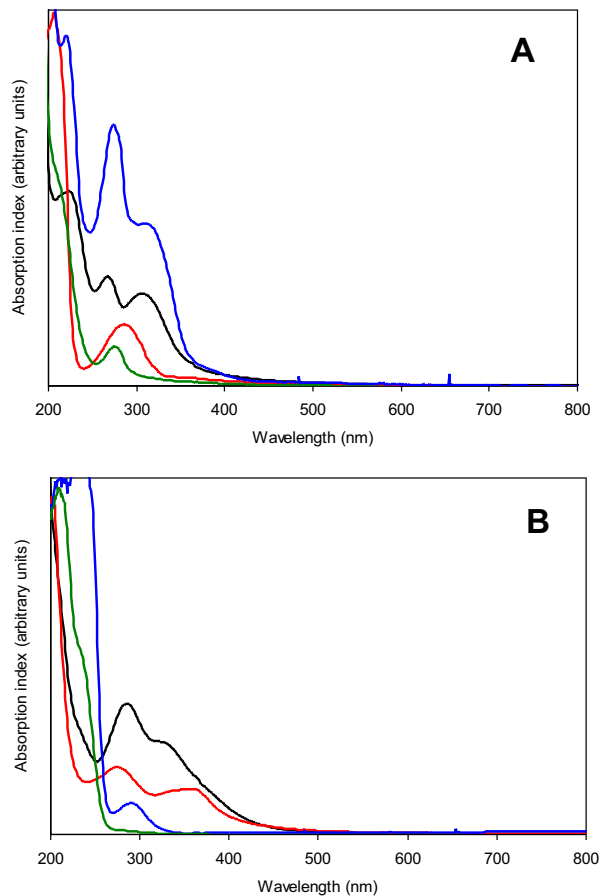 A
Absorption index (arbitrary units)
200 300 400 500 600 700 800
Wavelength (nm)
B
Absorption index (arbitrary units)
200 300 400 500 600 700 800
Wavelength (nm)